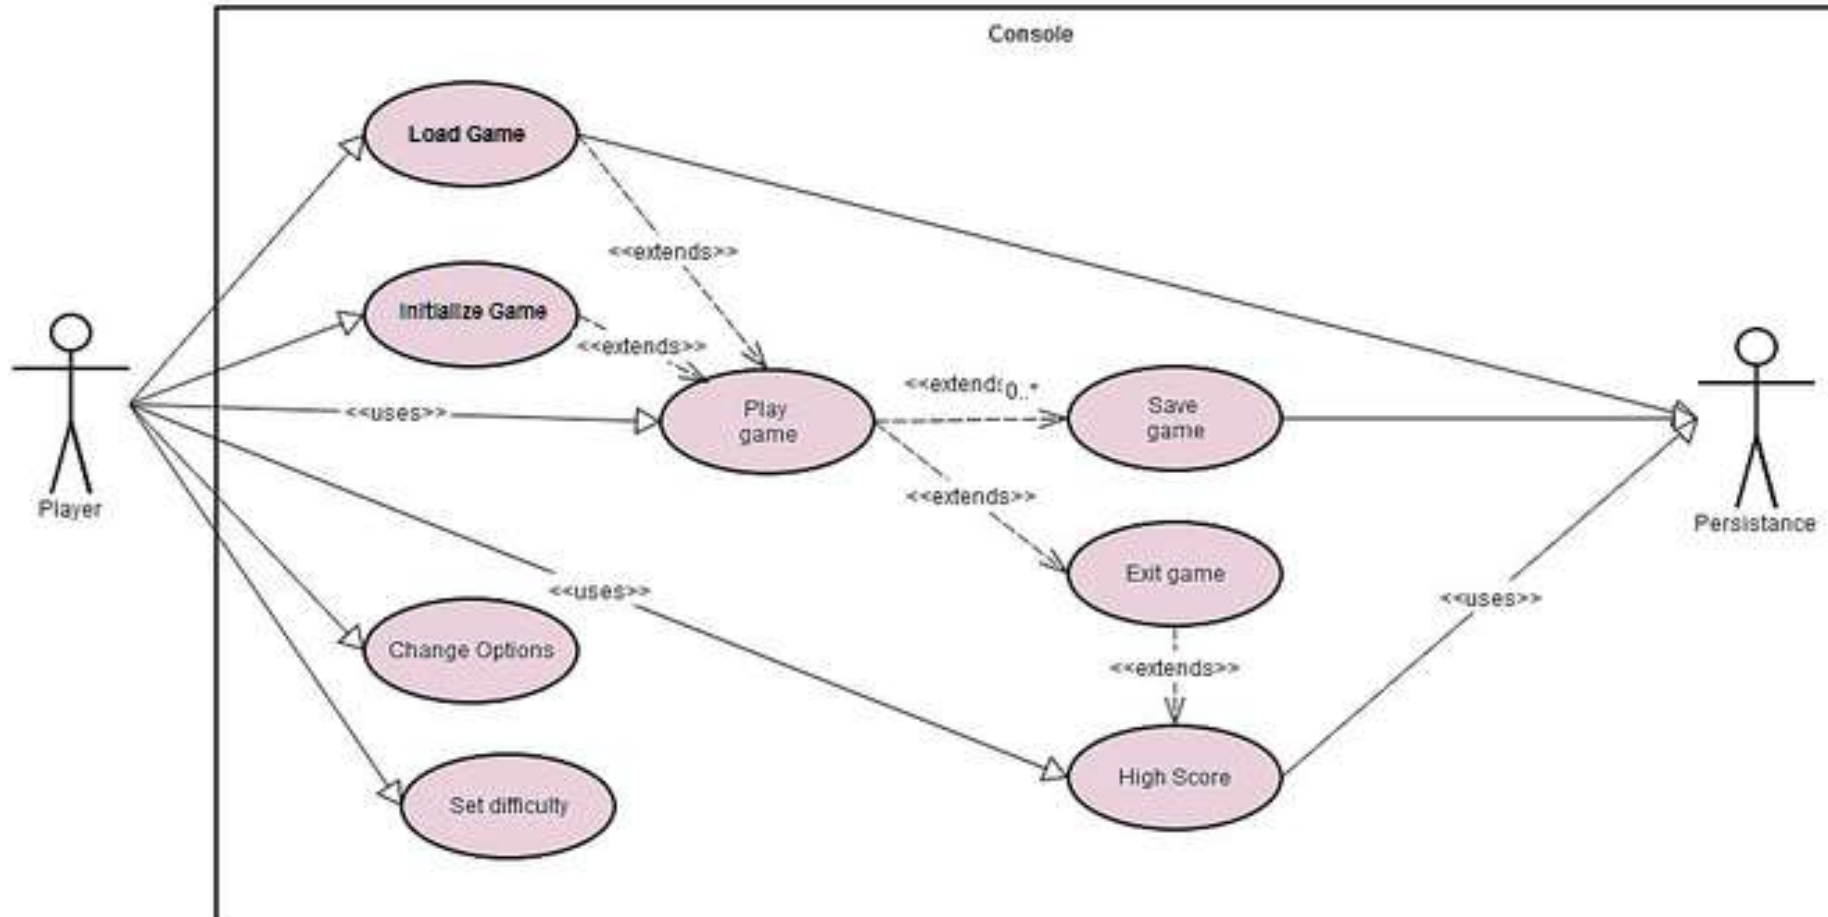 Console
Load Game
<<extends>>
Initialize Game
<<extends>>
<<extends
0..*
Play
game
Save
game
<<uses>>
Player
<<extends>>
Persistance
Exit game
<<uses>>
<<uses>>
Change Options
<<extends>>
High Score
Set difficulty